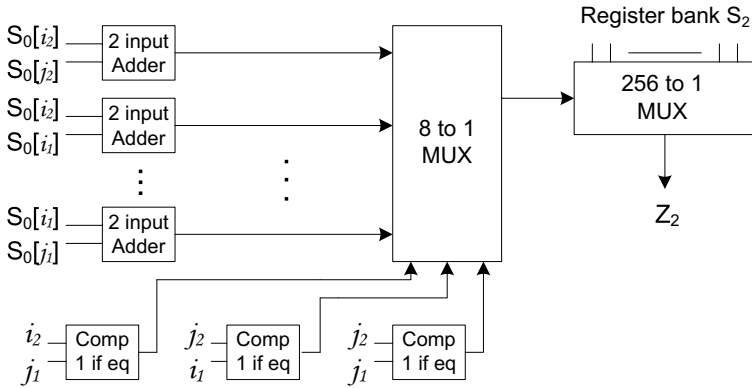 Register bank S2
S0[i2]
S0[j2]
2 input
Adder
S0[i2]
S0[i1]
2 input
Adder
S0[i1]
S0[j1]
2 input
Adder
8 to 1
MUX
256 to 1
MUX
Z2
i2
j1
Comp
1 if eq
j2
i1
Comp
1 if eq
j2
j1
Comp
1 if eq